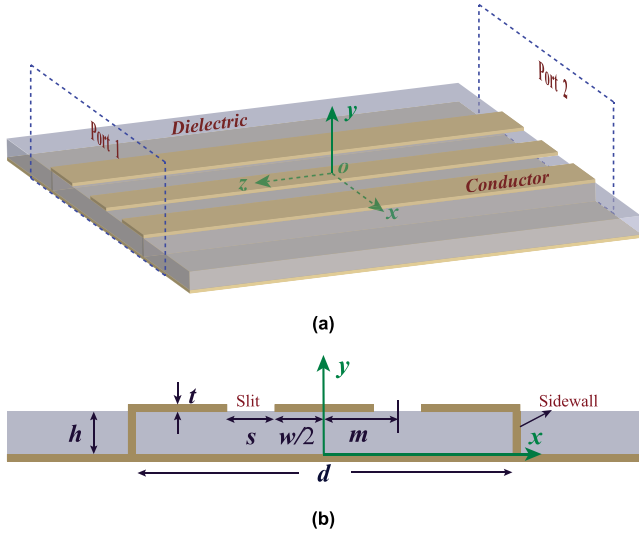 Port 1
Dielectric
y
Port 2
z
o
Conductor
x
(a)
y
t
Slit
Sidewall
h
s
w/2
m
x
d
(b)